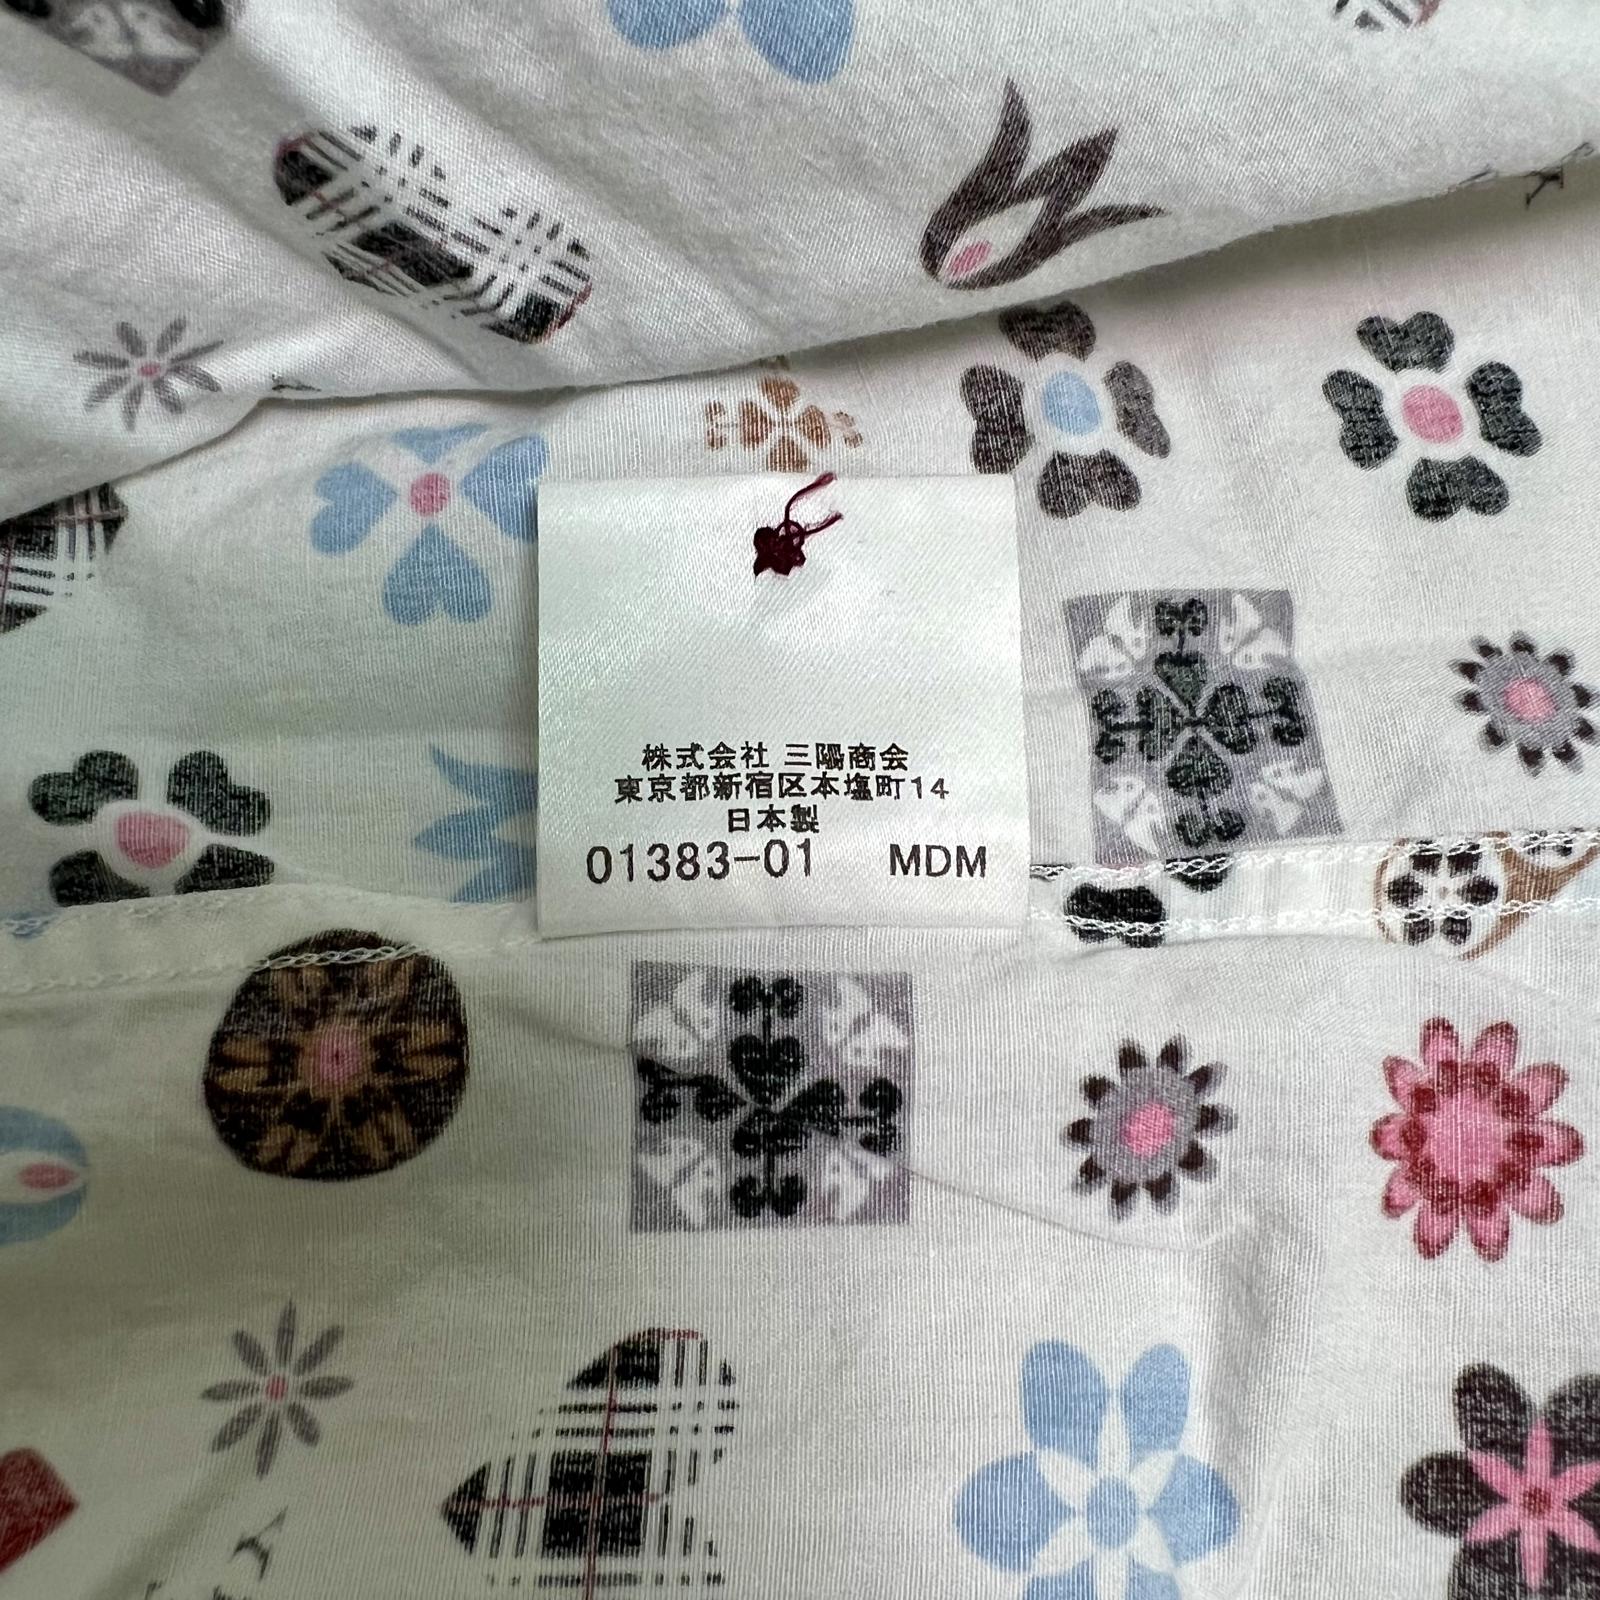 株式会社 三陽商会
東京都新宿区本塩町14
日本製
01383-01 MDM